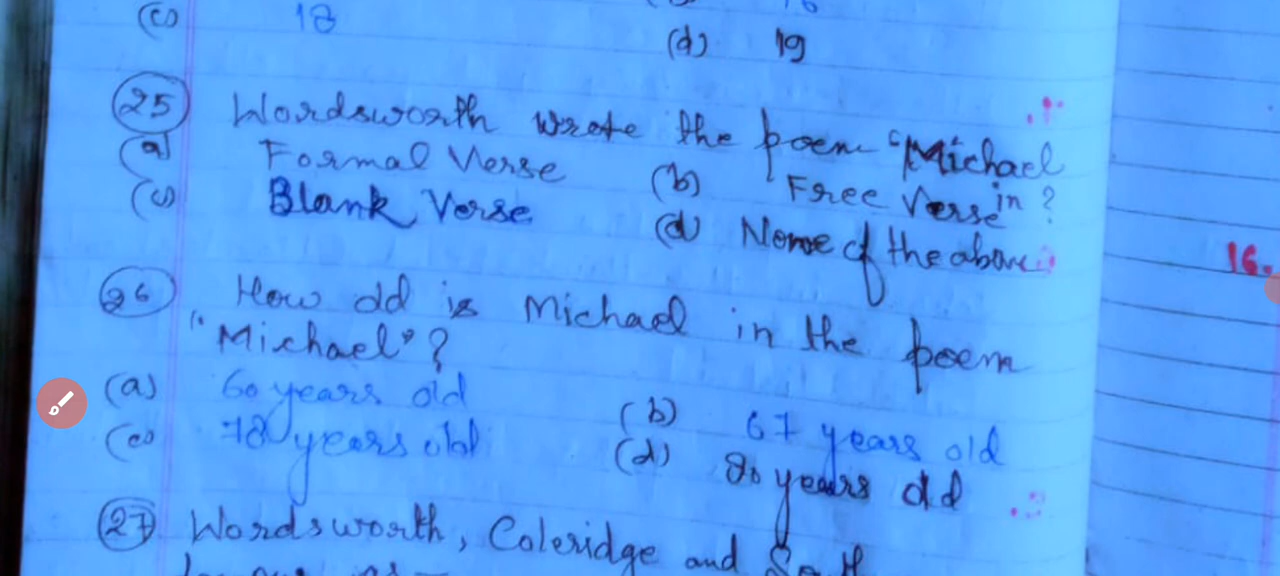 (c) 18 (d) 19
25 Wordsworth wrote the poem "Michael in?
(a) Formal Verse (b) Free Verse
(c) Blank Verse (d) None of the above
26 How old is Michael in the poem
"Michael"?
(a) 60 years old (b) 67 years old
(c) 78 years old (d) 80 years old
27 Wordsworth, Coleridge and
16.